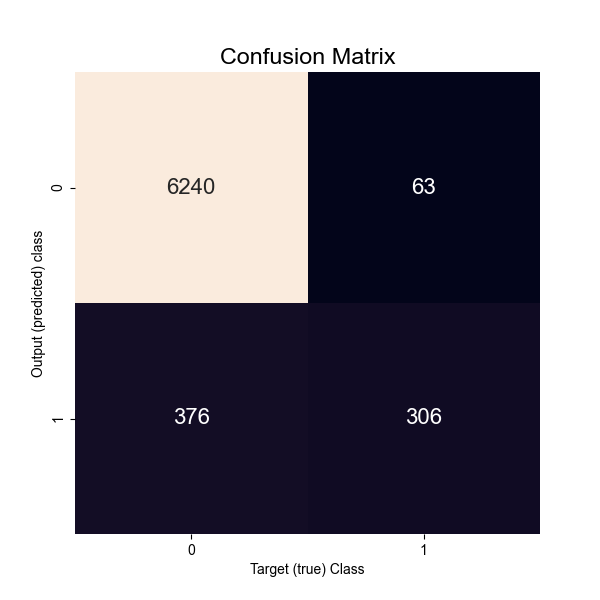 Confusion Matrix
Output (predicted) class
0
6240
63
1
376
306
0
1
Target (true) Class